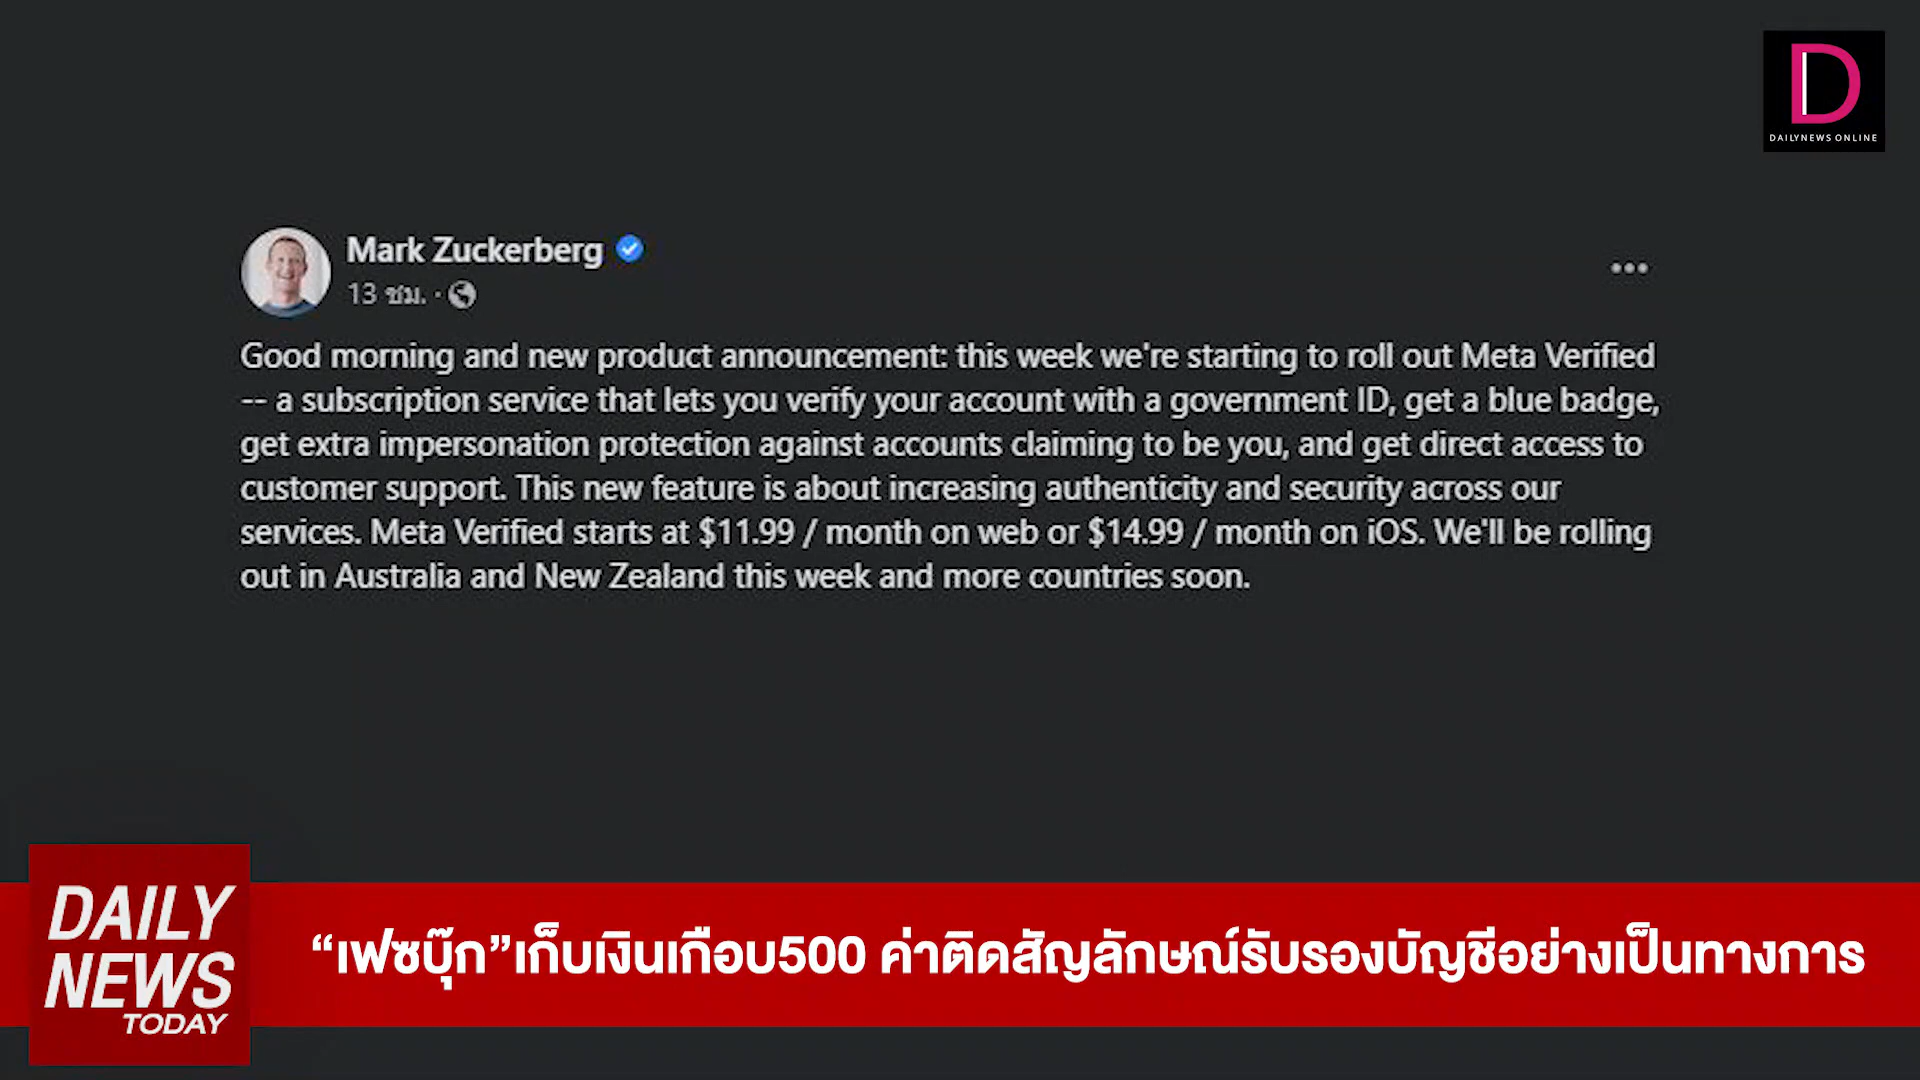 D
DAILYNEWS ONLINE
Mark Zuckerberg
13 ชม. ·
Good morning and new product announcement: this week we're starting to roll out Meta Verified
-- a subscription service that lets you verify your account with a government ID, get a blue badge,
get extra impersonation protection against accounts claiming to be you, and get direct access to
customer support. This new feature is about increasing authenticity and security across our
services. Meta Verified starts at $11.99 / month on web or $14.99 / month on iOS. We'll be rolling
out in Australia and New Zealand this week and more countries soon.
DAILY
NEWS
TODAY
“เฟซบุ๊ก”เก็บเงินเกือบ500 ค่าติดสัญลักษณ์รับรองบัญชีอย่างเป็นทางการ